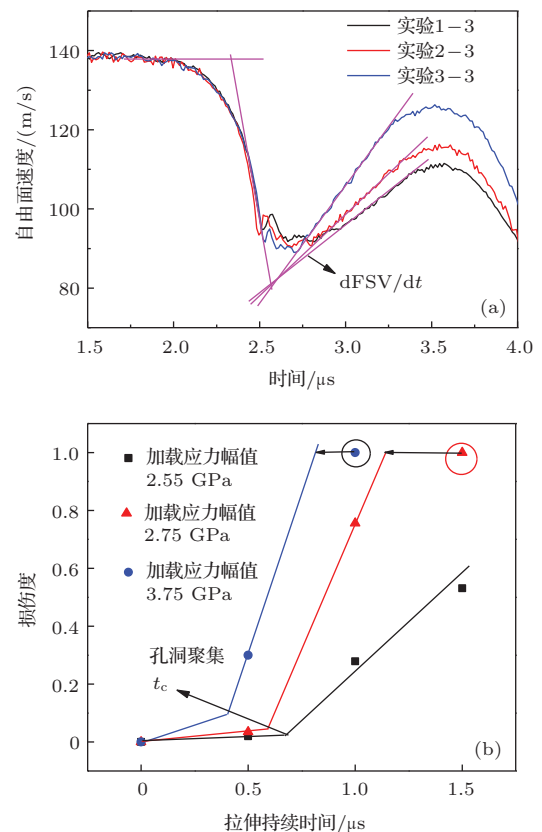 实验1-3
实验2-3
实验3-3
140
120
100
80
自由面速度/(m/s)
dFSV/dt
(a)
1.5
2.0
2.5
3.0
3.5
4.0
时间/μs
加载应力幅值
2.55 GPa
加载应力幅值
2.75 GPa
加载应力幅值
3.75 GPa
孔洞聚集
tc
1.0
0.8
0.6
0.4
0.2
0
损伤度
(b)
0
0.5
1.0
1.5
拉伸持续时间/μs